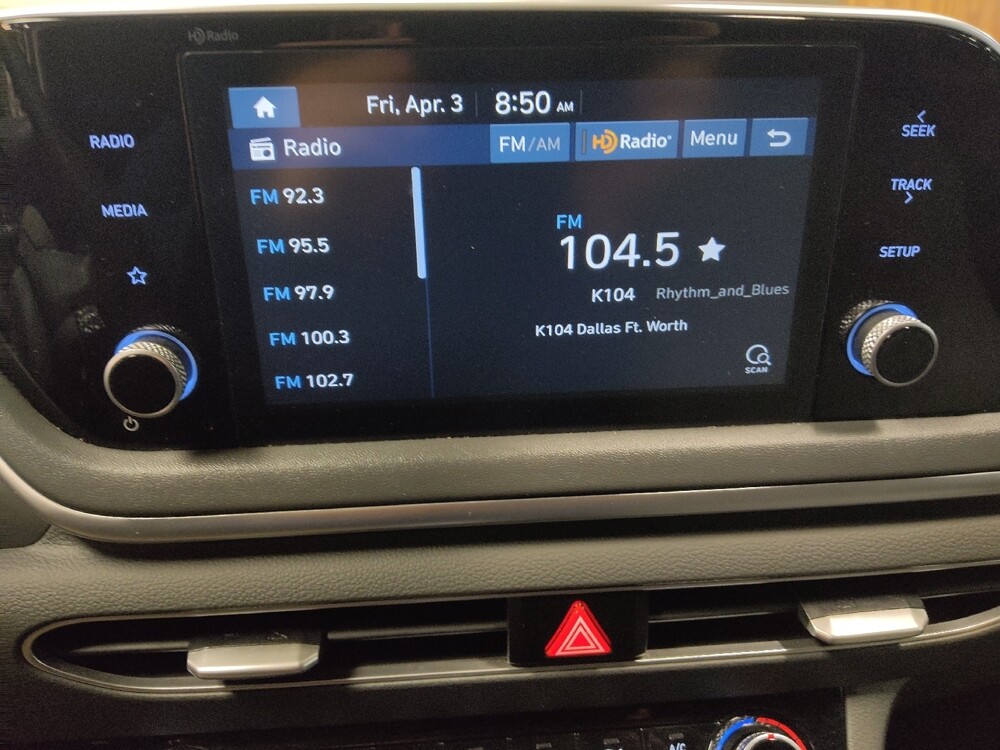 HD Radio
Fri, Apr. 3 8:50 AM
Radio FM/AM HD Radio® Menu
RADIO
MEDIA
FM 92.3
FM 95.5
FM 97.9
FM 100.3
FM 102.7
FM
104.5
K104 Rhythm_and_Blues
K104 Dallas Ft. Worth
SCAN
SEEK
TRACK
SETUP
A/C